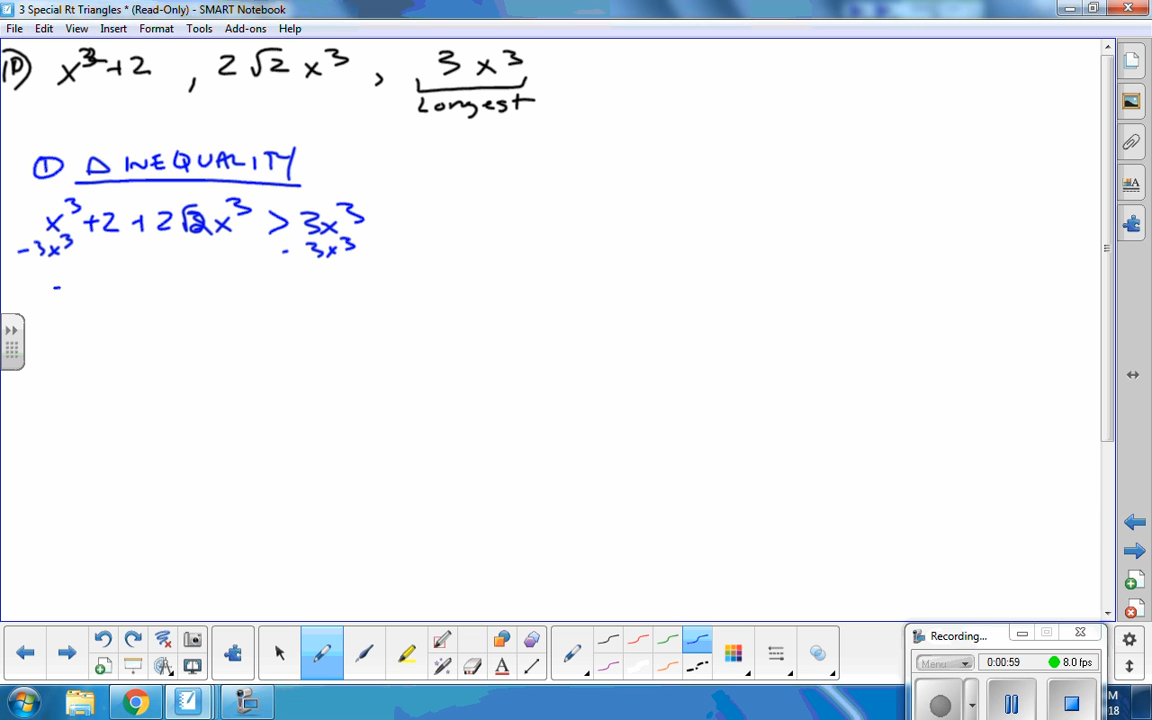 3 Special Rt Triangles * (Read-Only) - SMART Notebook
File Edit View Insert Format Tools Add-ons Help
x³+2 , 2√2 x³ , 3x³
Longest
① △ INEQUALITY
x³+2 + 2√2x³ > 3x³
-3x³ - 3x³
-
Recording...
Menu 0:00:59 8.0 fps
M
18